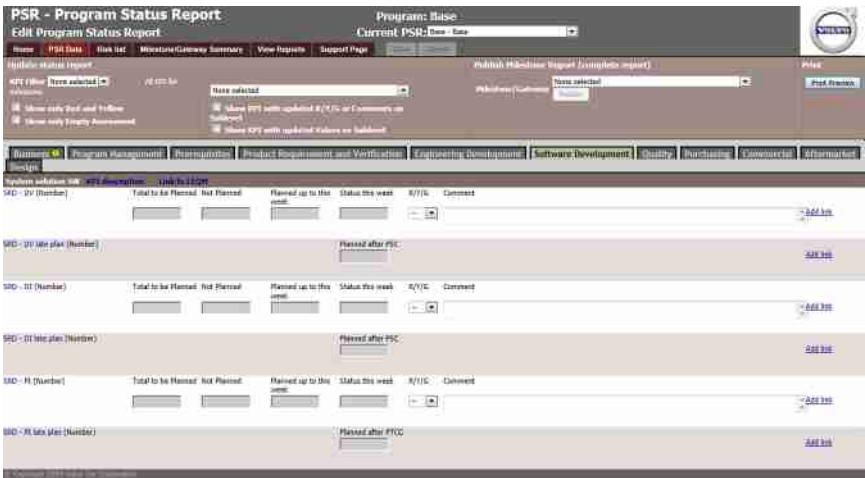 PSR - Program Status Report
Program: Base
Edit Program Status Report
Current PSR: Base - Base
Home PSR Data Risk list Milestone/Gateway Summary View Reports Support Page
Update status report
Publish Milestone Report (complete report)
Print
KPI Filter None selected
None selected
Milestone/Gateway
None selected
Print Preview
Show only Red and Yellow
Show KPI with updated R/Y/G or Comments on
Sublevel
Show only Empty Assessment
Show KPI with updated Values on Sublevel
Business Program Management Prerequisites Product Requirement and Verification Engineering Development Software Development Quality Purchasing Commercial Aftermarket
Design
System solution SW KPI description
SRD - DV (Number) Total to be Planned Not Planned Planned up to this week Status this week R/Y/G Comment
-- Add link
SRD - DV late plan (Number) Planned after PSC
Add link
SRD - DI (Number) Total to be Planned Not Planned Planned up to this week Status this week R/Y/G Comment
-- Add link
SRD - DI late plan (Number) Planned after PSC
Add link
SRD - PI (Number) Total to be Planned Not Planned Planned up to this week Status this week R/Y/G Comment
-- Add link
SRD - PI late plan (Number) Planned after FTCG
Add link